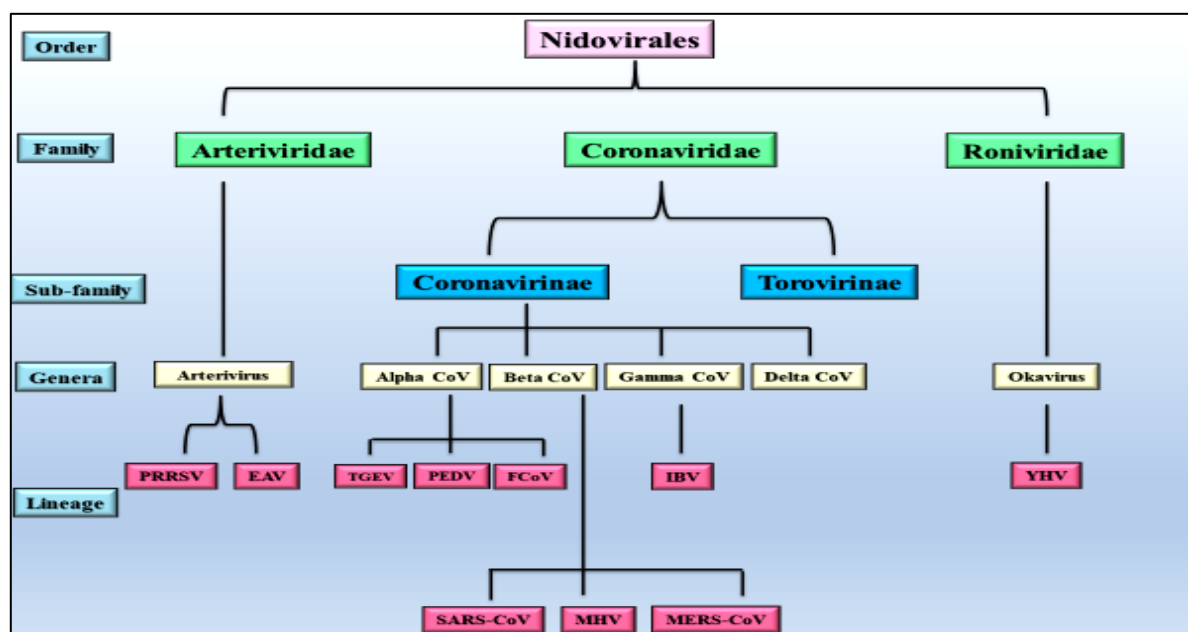 Order
Nidovirales
Family
Arteriviridae
Coronaviridae
Roniviridae
Sub-family
Coronavirinae
Torovirinae
Genera
Arterivirus
Alpha CoV
Beta CoV
Gamma CoV
Delta CoV
Okavirus
Lineage
PRRSV
EAV
TGEV
PEDV
FCoV
IBV
YHV
SARS-CoV
MHV
MERS-CoV